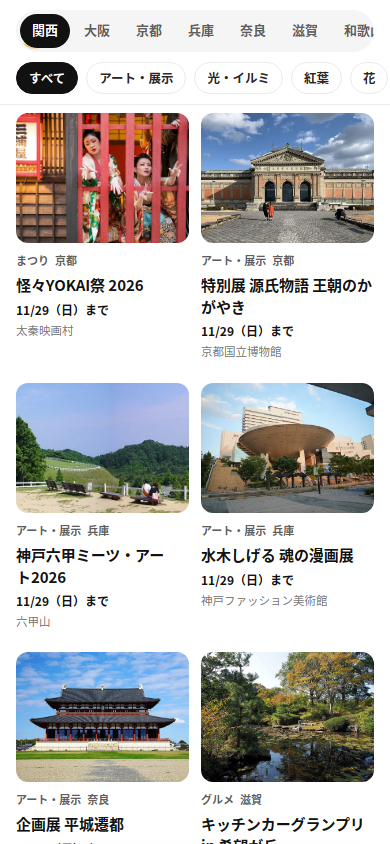 関西 大阪 京都 兵庫 奈良 滋賀
すべて アート・展示 光・イルミ 紅葉 花
まつり 京都
怪々YOKAI祭 2026
11/29（日）まで
太秦映画村
アート・展示 京都
特別展 源氏物語 王朝のか
がやき
11/29（日）まで
京都国立博物館
アート・展示 兵庫
神戸六甲ミーツ・アー
ト2026
11/29（日）まで
六甲山
アート・展示 兵庫
水木しげる 魂の漫画展
11/29（日）まで
神戸ファッション美術館
アート・展示 奈良
企画展 平城遷都
グルメ 滋賀
キッチンカーグランプリ